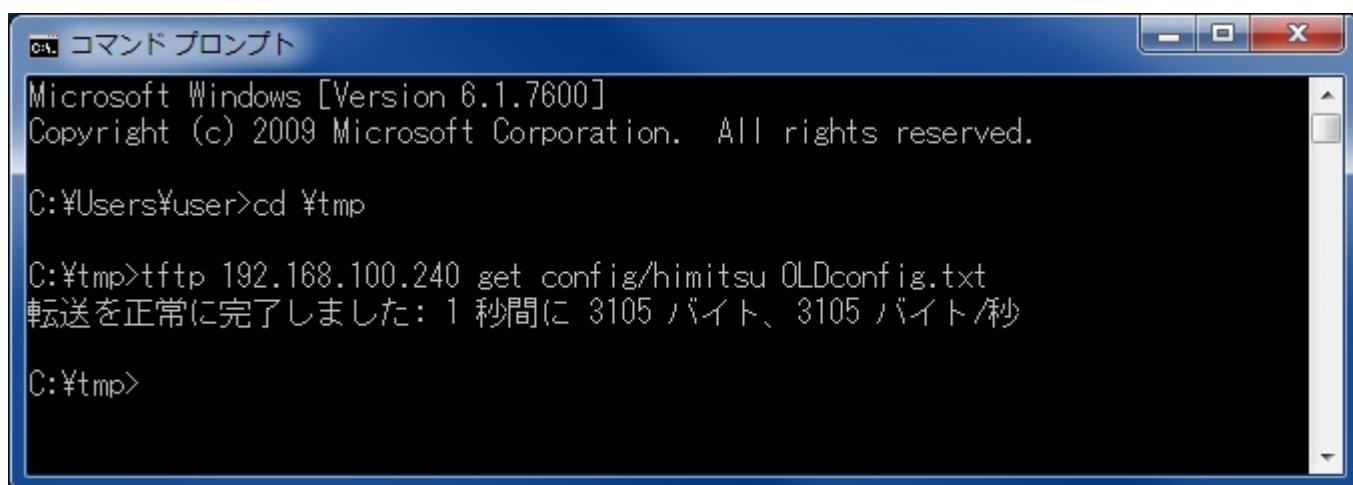 コマンド プロンプト
Microsoft Windows [Version 6.1.7600]
Copyright (c) 2009 Microsoft Corporation.  All rights reserved.
C:¥Users¥user>cd ¥tmp
C:¥tmp>tftp 192.168.100.240 get config/himitsu OLDconfig.txt
転送を正常に完了しました: 1 秒間に 3105 バイト、3105 バイト/秒
C:¥tmp>